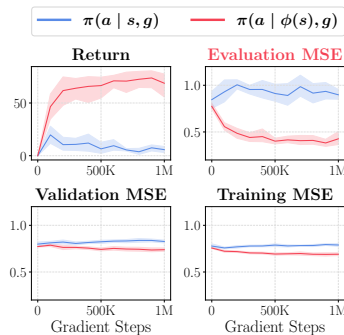 π(a | s, g) π(a | ϕ(s), g)
Return Evaluation MSE
50
0
0 500K 1M
1.0
0.5
0 500K 1M
Validation MSE Training MSE
1.0
0.5
0 500K 1M
Gradient Steps
1.0
0.5
0 500K 1M
Gradient Steps